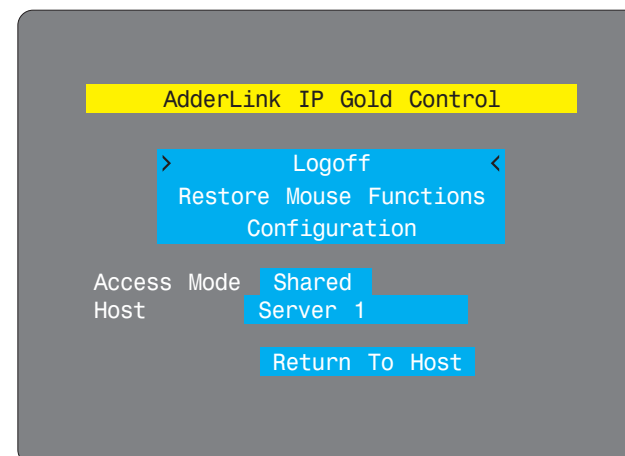 AdderLink IP Gold Control
> Logoff <
Restore Mouse Functions
Configuration
Access Mode Shared
Host Server 1
Return To Host